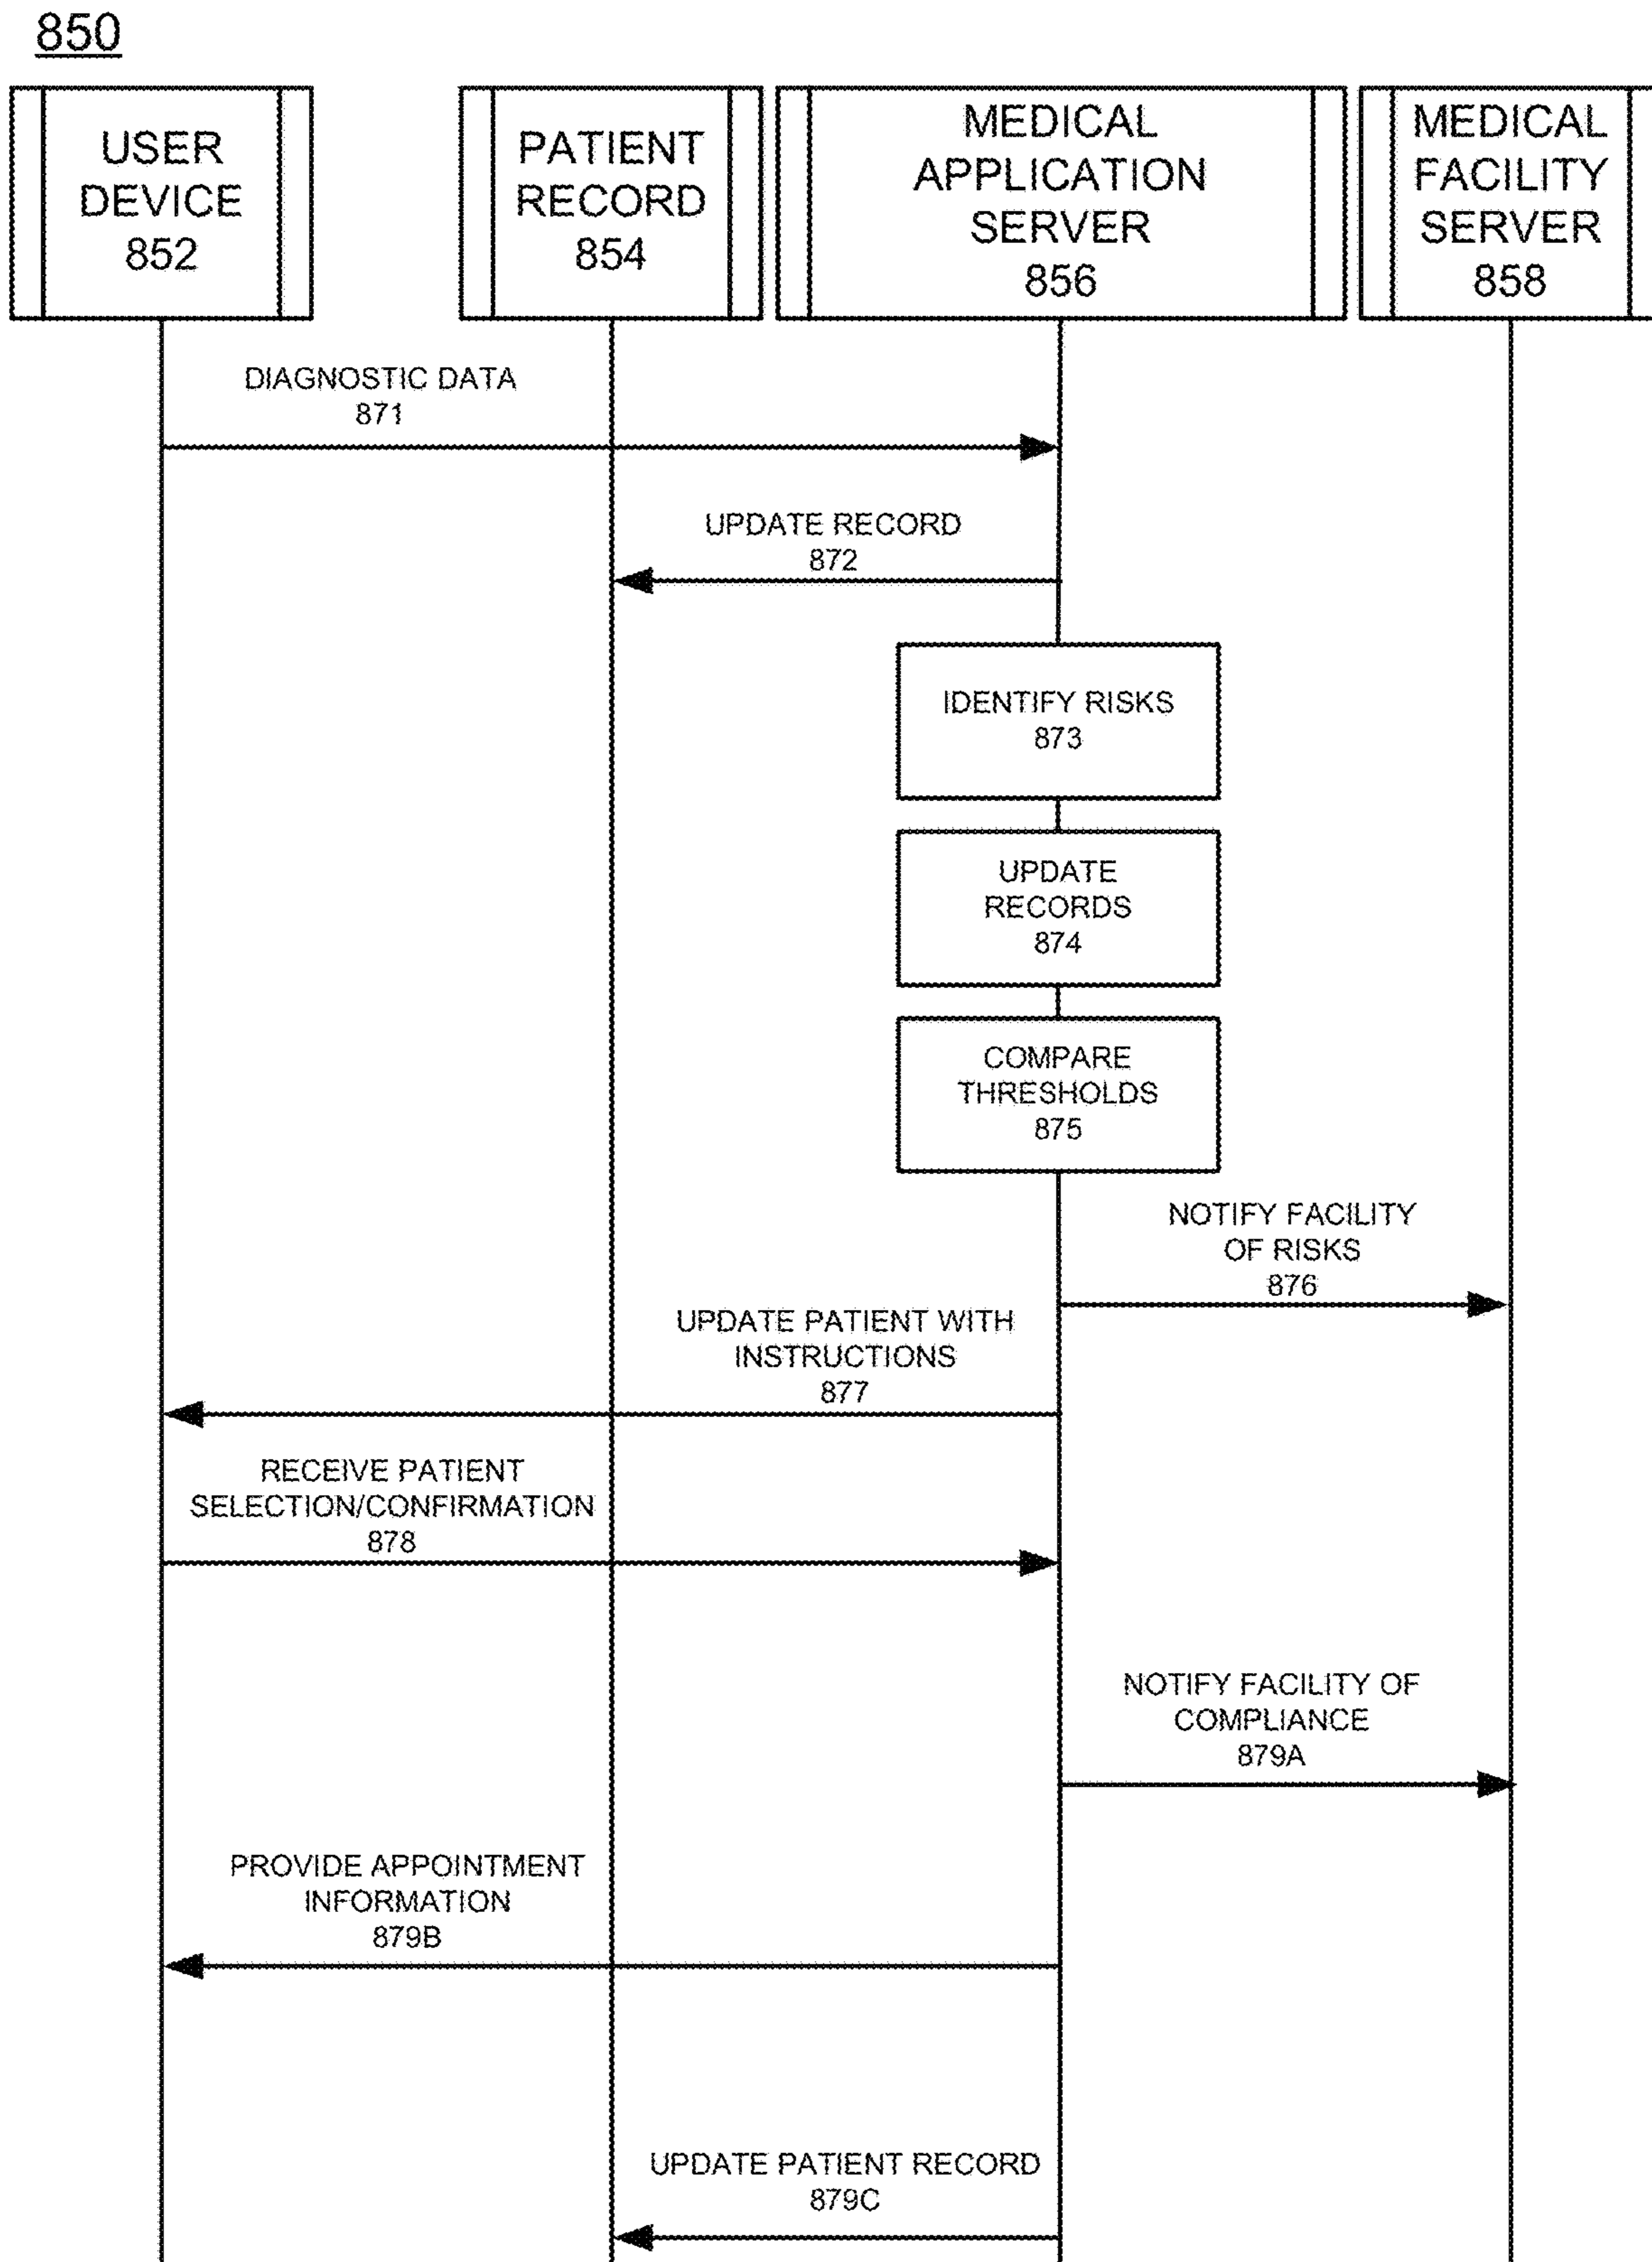 850
USER
DEVICE
852
PATIENT
RECORD
854
MEDICAL
APPLICATION
SERVER
856
MEDICAL
FACILITY
SERVER
858
DIAGNOSTIC DATA
871
UPDATE RECORD
872
IDENTIFY RISKS
873
UPDATE
RECORDS
874
COMPARE
THRESHOLDS
875
NOTIFY FACILITY
OF RISKS
876
UPDATE PATIENT WITH
INSTRUCTIONS
877
RECEIVE PATIENT
SELECTION/CONFIRMATION
878
NOTIFY FACILITY OF
COMPLIANCE
879A
PROVIDE APPOINTMENT
INFORMATION
879B
UPDATE PATIENT RECORD
879C